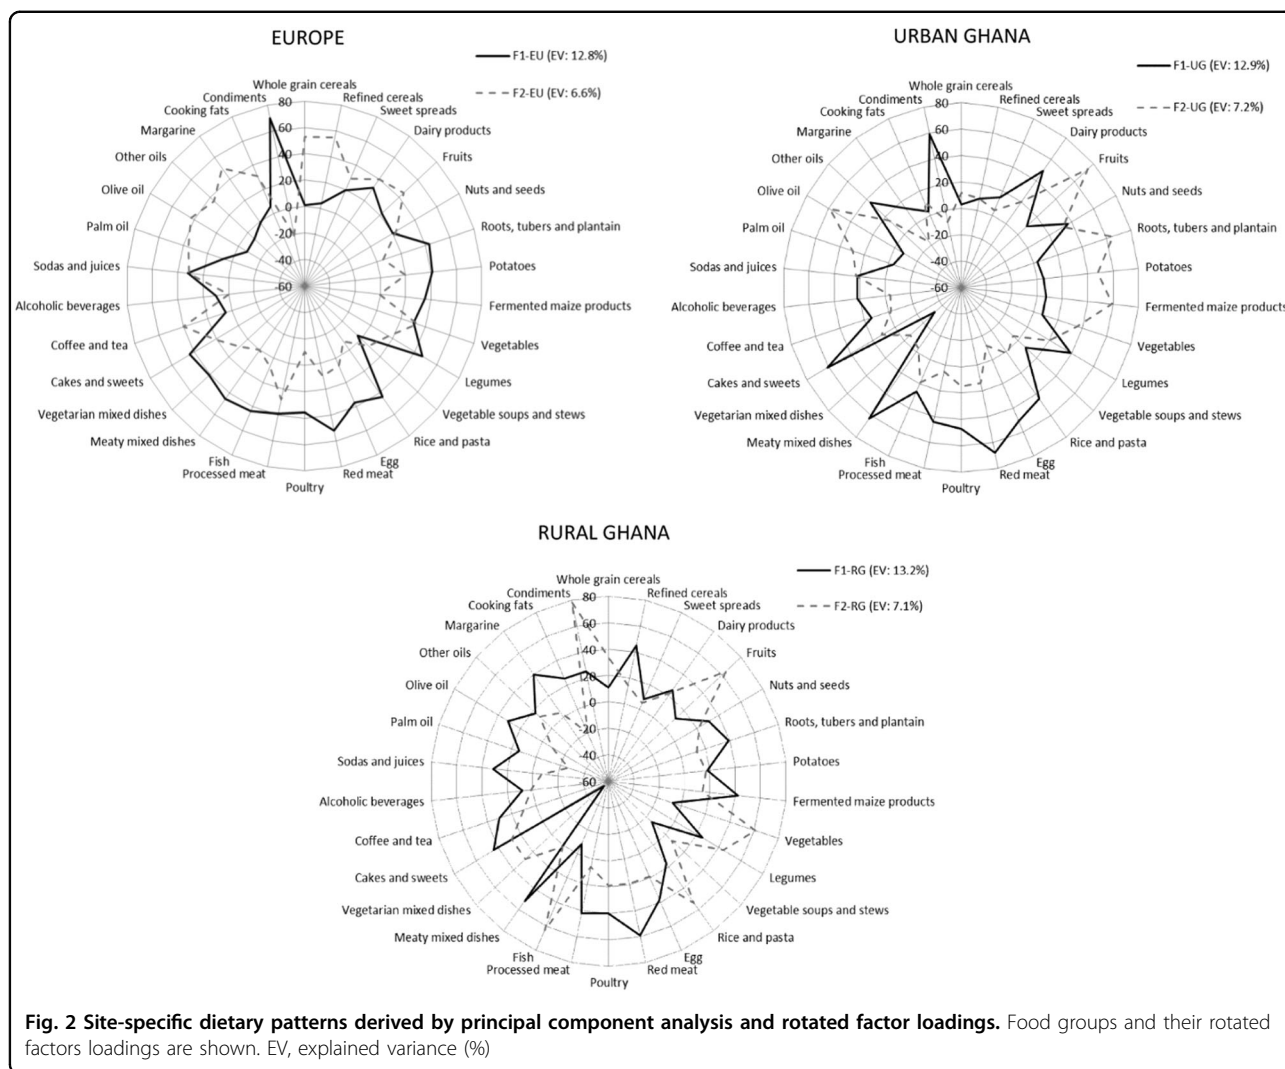 EUROPE
F1-EU (EV: 12.8%)
F2-EU (EV: 6.6%)
Whole grain cereals
Refined cereals
Sweet spreads
Dairy products
Fruits
Nuts and seeds
Roots, tubers and plantain
Potatoes
Fermented maize products
Vegetables
Legumes
Vegetable soups and stews
Rice and pasta
Egg
Red meat
Poultry
Processed meat
Fish
Meaty mixed dishes
Vegetarian mixed dishes
Cakes and sweets
Coffee and tea
Alcoholic beverages
Sodas and juices
Palm oil
Olive oil
Other oils
Margarine
Cooking fats
Condiments
80
60
40
20
0
-20
-40
-60
URBAN GHANA
F1-UG (EV: 12.9%)
F2-UG (EV: 7.2%)
Whole grain cereals
Refined cereals
Sweet spreads
Dairy products
Fruits
Nuts and seeds
Roots, tubers and plantain
Potatoes
Fermented maize products
Vegetables
Legumes
Vegetable soups and stews
Rice and pasta
Egg
Red meat
Poultry
Processed meat
Fish
Meaty mixed dishes
Vegetarian mixed dishes
Cakes and sweets
Coffee and tea
Alcoholic beverages
Sodas and juices
Palm oil
Olive oil
Other oils
Margarine
Cooking fats
Condiments
80
60
40
20
0
-20
-40
-60
RURAL GHANA
F1-RG (EV: 13.2%)
F2-RG (EV: 7.1%)
Whole grain cereals
Refined cereals
Sweet spreads
Dairy products
Fruits
Nuts and seeds
Roots, tubers and plantain
Potatoes
Fermented maize products
Vegetables
Legumes
Vegetable soups and stews
Rice and pasta
Egg
Red meat
Poultry
Processed meat
Fish
Meaty mixed dishes
Vegetarian mixed dishes
Cakes and sweets
Coffee and tea
Alcoholic beverages
Sodas and juices
Palm oil
Olive oil
Other oils
Margarine
Cooking fats
Condiments
80
60
40
20
0
-20
-40
-60
Fig. 2 Site-specific dietary patterns derived by principal component analysis and rotated factor loadings. Food groups and their rotated
factors loadings are shown. EV, explained variance (%)